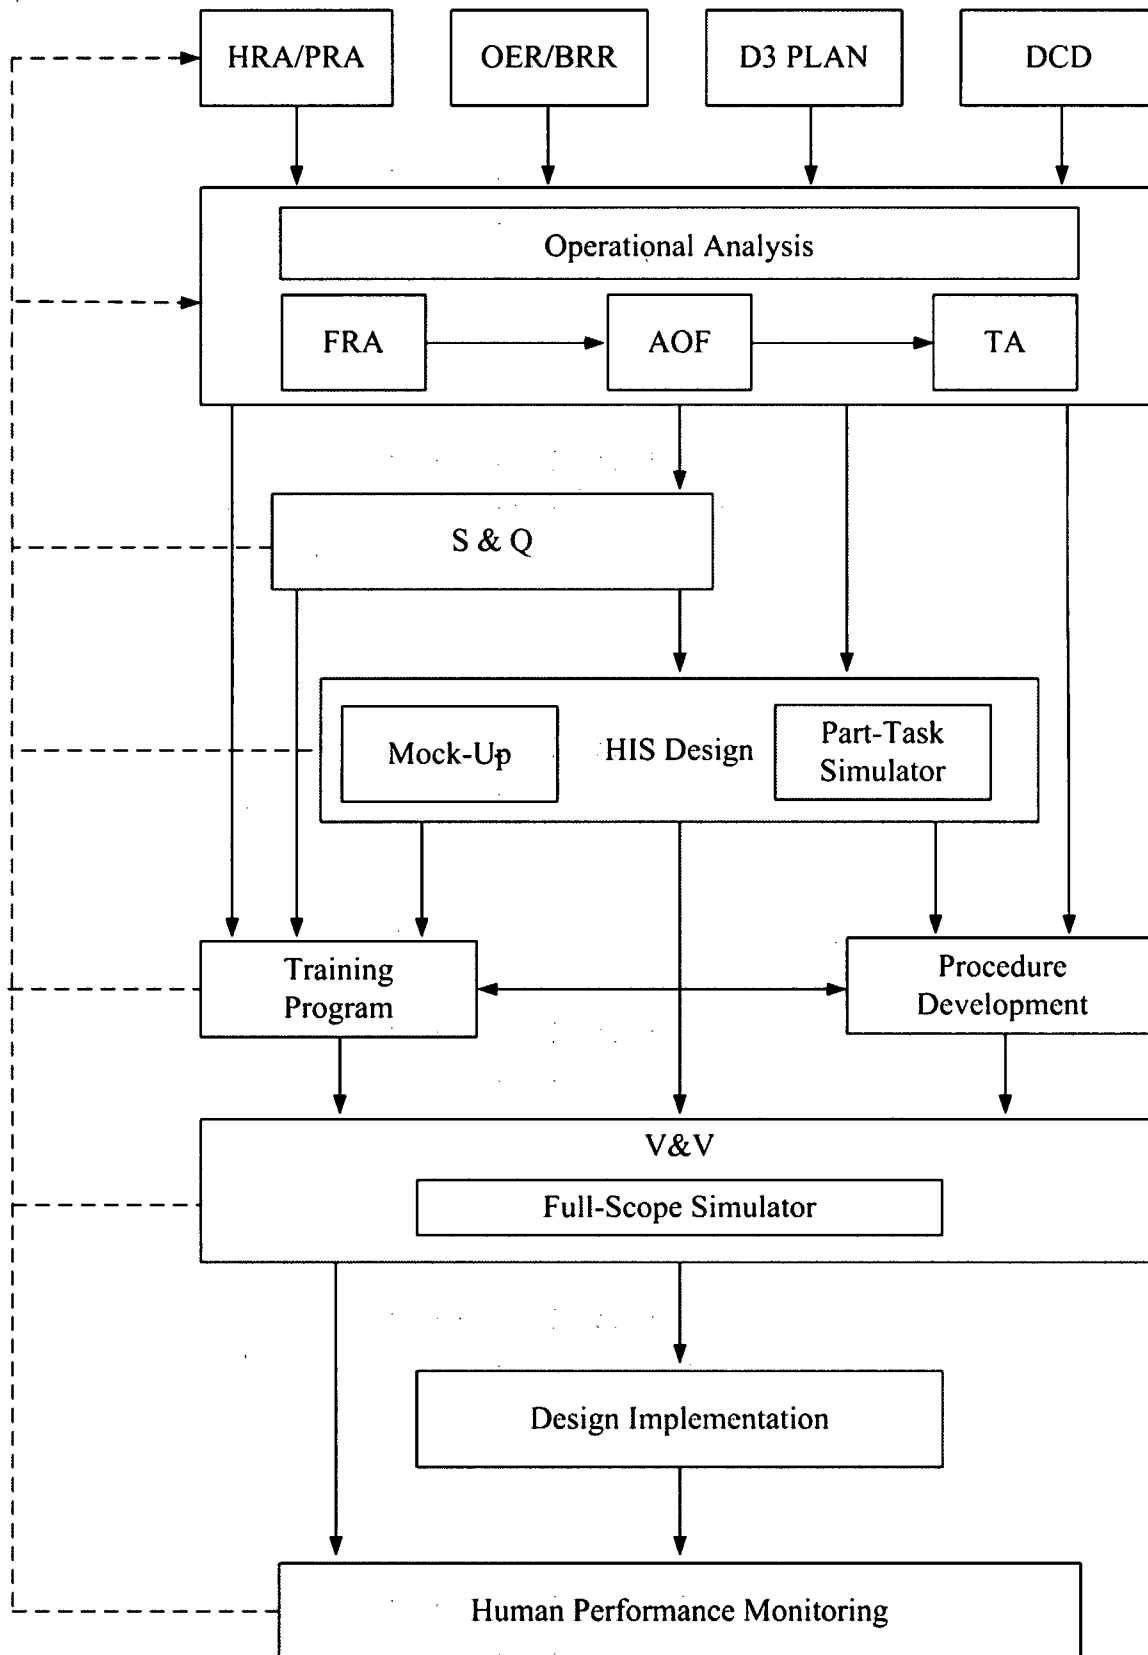 HRA/PRA
OER/BRR
D3 PLAN
DCD
Operational Analysis
FRA
AOF
TA
S & Q
Mock-Up
HIS Design
Part-Task
Simulator
Training
Program
Procedure
Development
V&V
Full-Scope Simulator
Design Implementation
Human Performance Monitoring